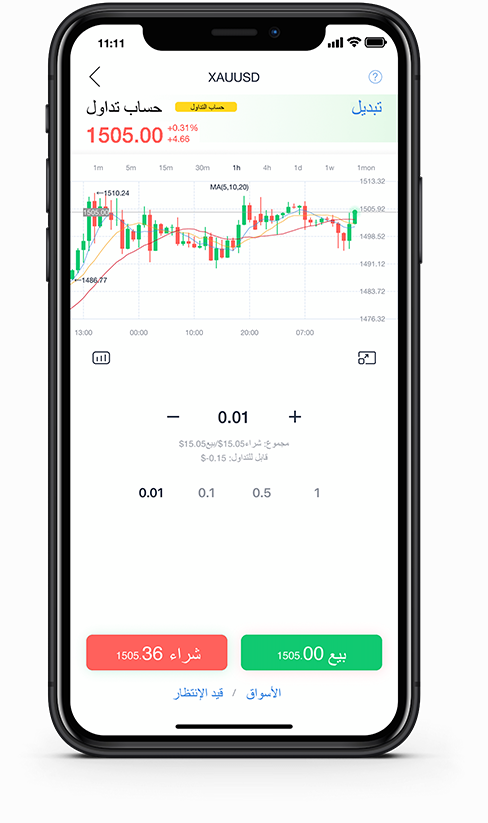 11:11
XAUUSD
?
حساب تداول
حساب التداول
تبديل
1505.00
+0.31%
+4.66
1m 5m 15m 30m 1h 4h 1d 1w 1mon
1513.32
1510.24
MA(5,10,20)
1505.00
1505.92
1498.52
1491.12
1486.77
1483.72
1476.32
13:00 00:00 10:00 20:00 07:00
− 0.01 +
مجموع: شراء15.05$/بيع15.05$
قابل للتداول: 0.15-$
0.01 0.1 0.5 1
شراء 1505.36
بيع 1505.00
الأسواق / قيد الإنتظار